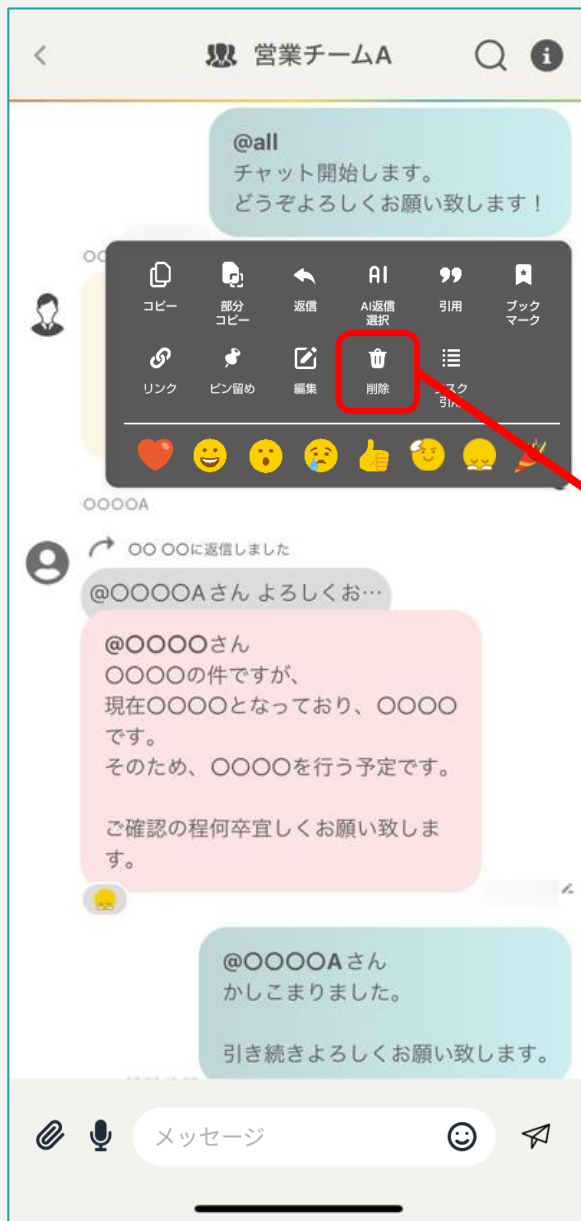 営業チームA
@all
チャット開始します。
どうぞよろしくお願い致します！
コピー
部分
コピー
返信
AI
AI返信
選択
引用
ブック
マーク
リンク
ピン留め
編集
削除
引用
〇〇〇〇A
〇〇 〇〇に返信しました
@〇〇〇〇Aさん よろしくお…
@〇〇〇〇さん
〇〇〇〇の件ですが、
現在〇〇〇〇となっており、〇〇〇〇
です。
そのため、〇〇〇〇を行う予定です。
ご確認の程何卒宜しくお願い致しま
す。
@〇〇〇〇Aさん
かしこまりました。
引き続きよろしくお願い致します。
メッセージ